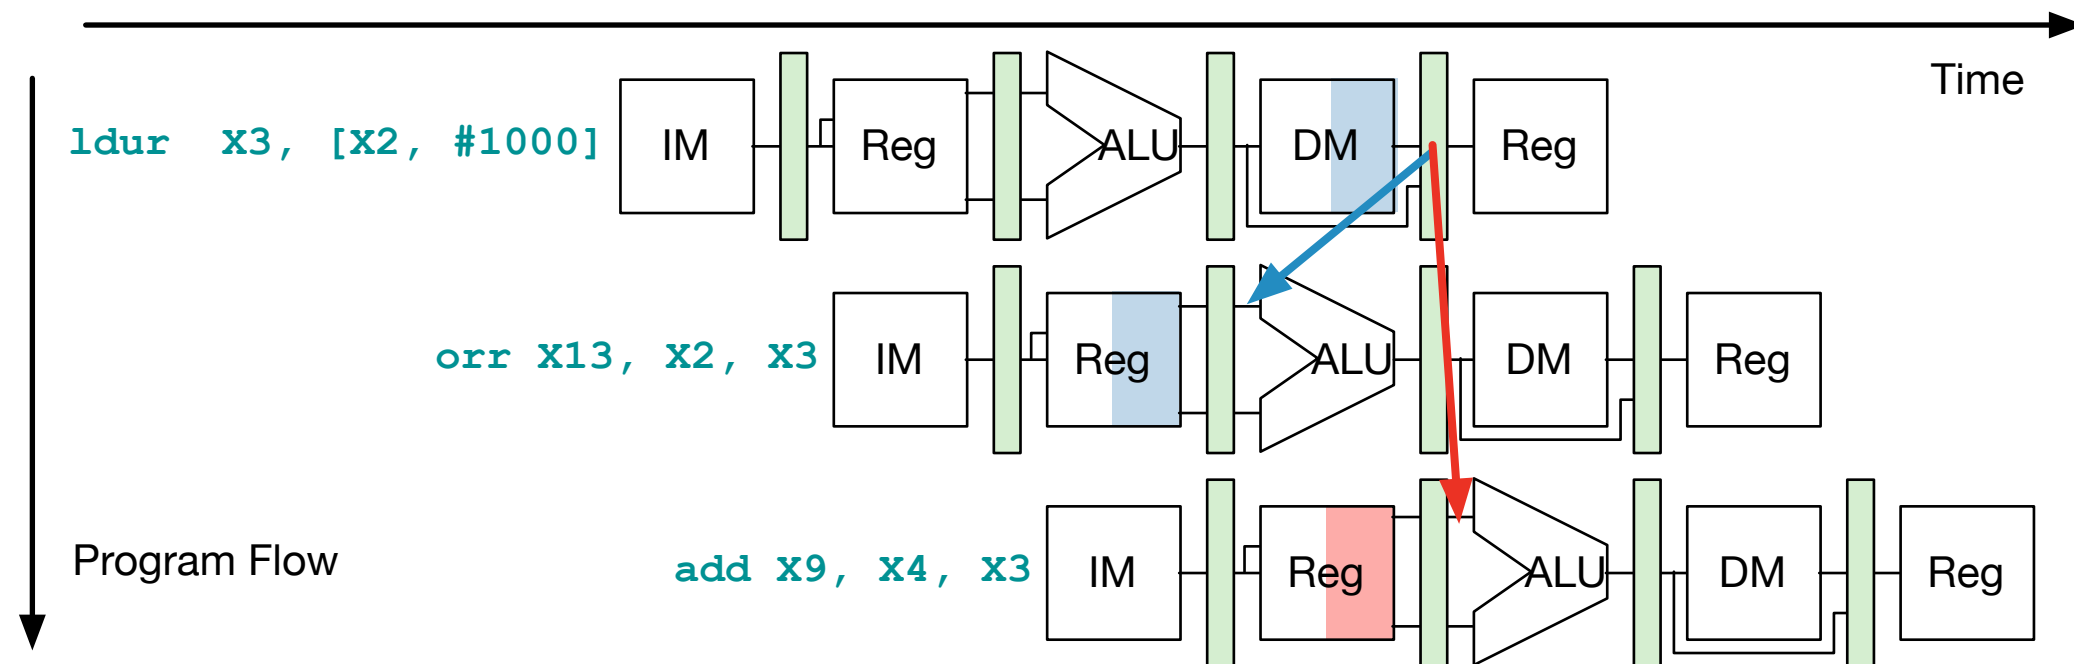 Time
ldur  X3, [X2, #1000] IM Reg ALU DM Reg
orr X13, X2, X3 IM Reg ALU DM Reg
Program Flow
add X9, X4, X3 IM Reg ALU DM Reg